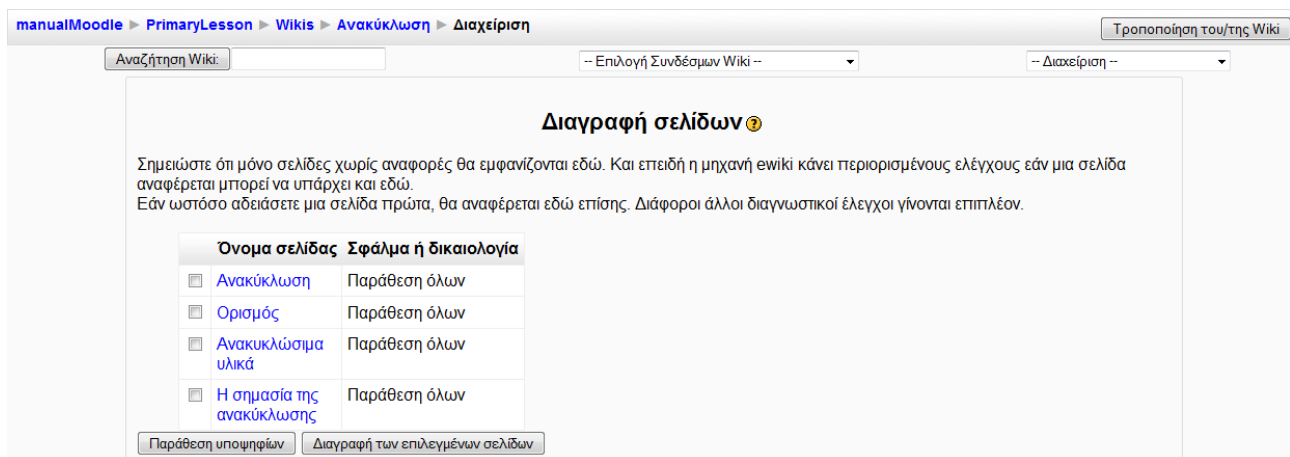 manualMoodle ► PrimaryLesson ► Wikis ► Ανακύκλωση ► Διαχείριση
Τροποποίηση του/της Wiki
Αναζήτηση Wiki:
-- Επιλογή Συνδέσμων Wiki --
-- Διαχείριση --
Διαγραφή σελίδων
Σημειώστε ότι μόνο σελίδες χωρίς αναφορές θα εμφανίζονται εδώ. Και επειδή η μηχανή ewiki κάνει περιορισμένους ελέγχους εάν μια σελίδα
αναφέρεται μπορεί να υπάρχει και εδώ.
Εάν ωστόσο αδειάσετε μια σελίδα πρώτα, θα αναφέρεται εδώ επίσης. Διάφοροι άλλοι διαγνωστικοί έλεγχοι γίνονται επιπλέον.
Όνομα σελίδας Σφάλμα ή δικαιολογία
Ανακύκλωση Παράθεση όλων
Ορισμός Παράθεση όλων
Ανακυκλώσιμα Παράθεση όλων
υλικά
Η σημασία της Παράθεση όλων
ανακύκλωσης
Παράθεση υποψηφίων Διαγραφή των επιλεγμένων σελίδων